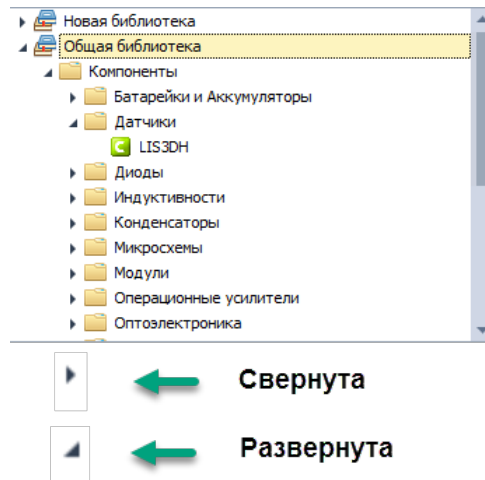 Новая библиотека
Общая библиотека
Компоненты
Батарейки и Аккумуляторы
Датчики
C LIS3DH
Диоды
Индуктивности
Конденсаторы
Микросхемы
Модули
Операционные усилители
Оптоэлектроника
Свернута
Развернута